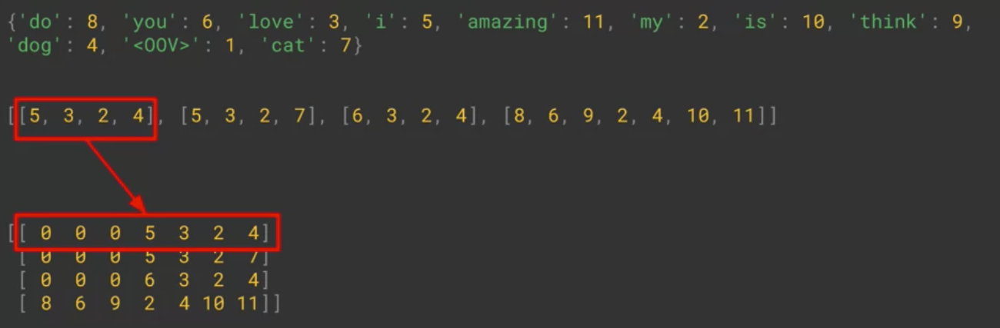 {'do': 8, 'you': 6, 'love': 3, 'i': 5, 'amazing': 11, 'my': 2, 'is': 10, 'think': 9,
'dog': 4, '<OOV>': 1, 'cat': 7}
[[5, 3, 2, 4], [5, 3, 2, 7], [6, 3, 2, 4], [8, 6, 9, 2, 4, 10, 11]]
[[ 0 0 0 5 3 2 4]
[ 0 0 0 5 3 2 7]
[ 0 0 0 6 3 2 4]
[ 8 6 9 2 4 10 11]]